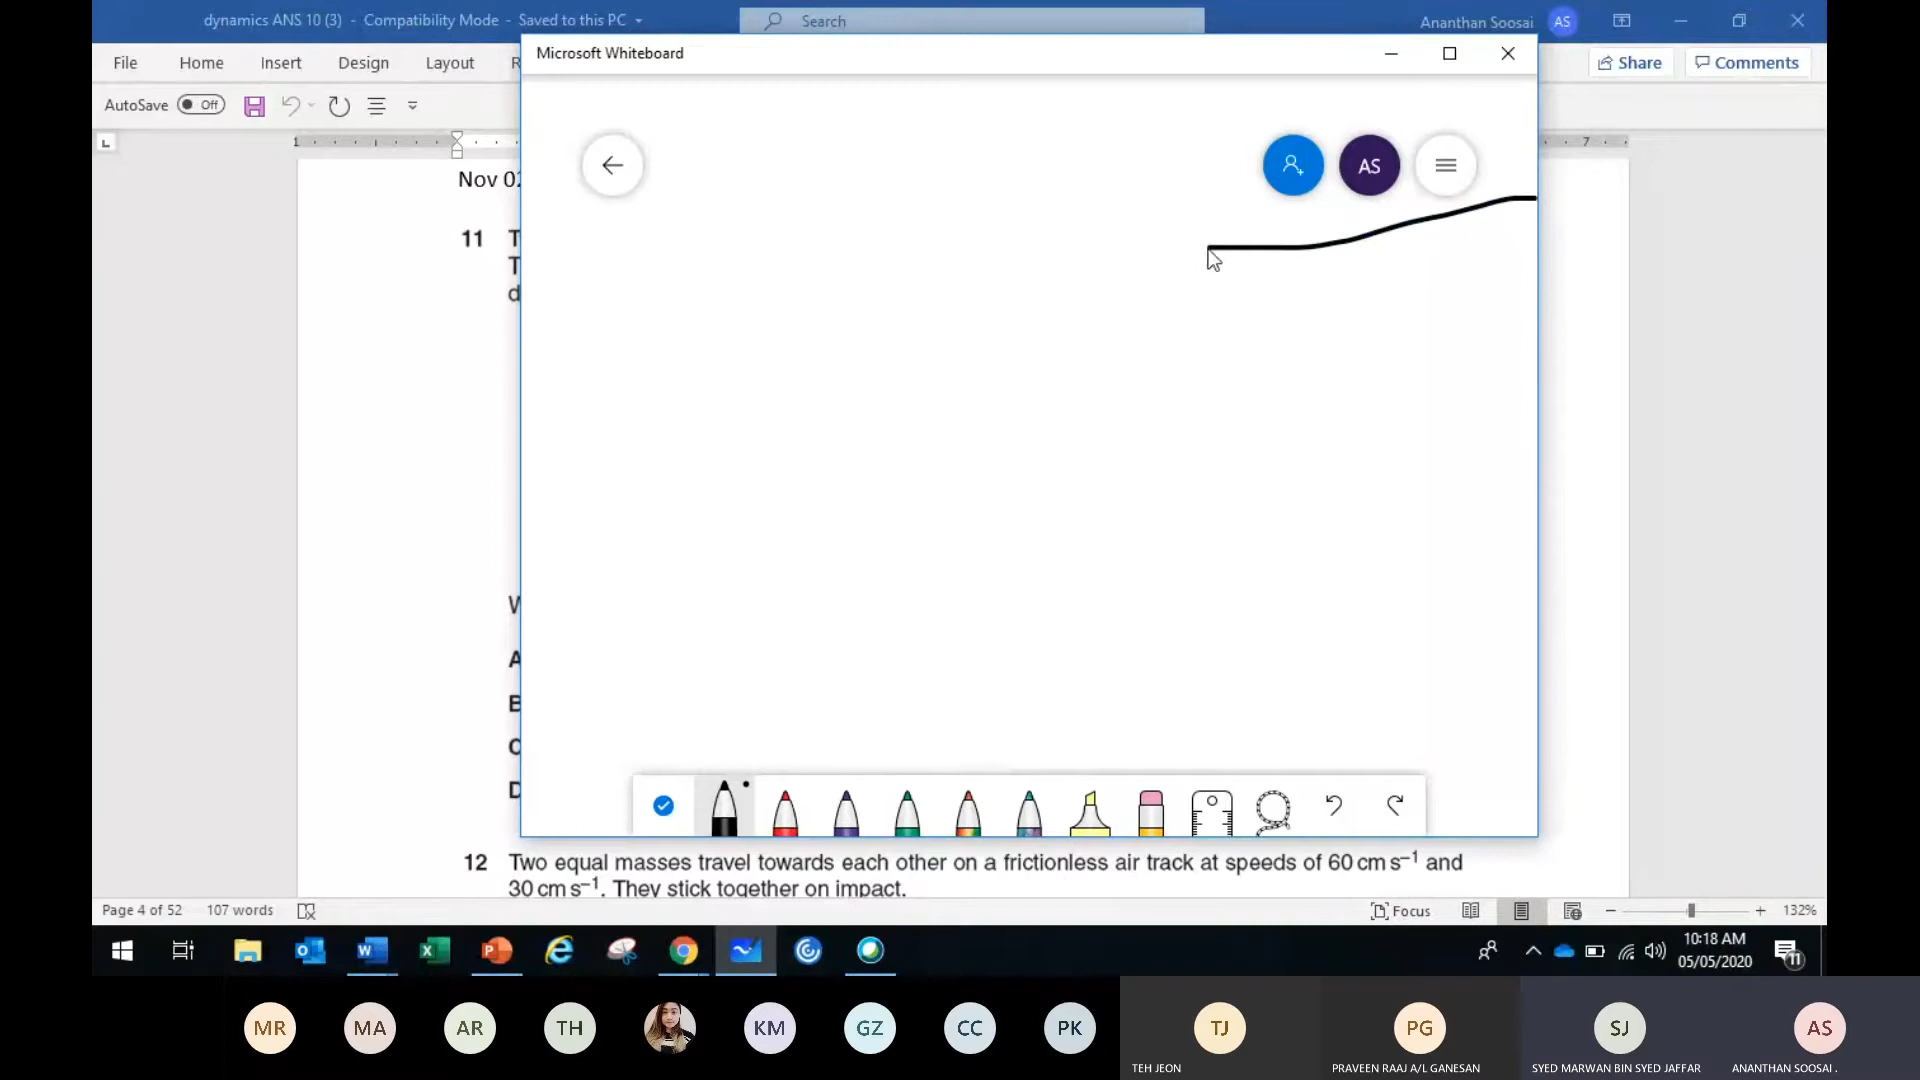 dynamics ANS 10 (3) - Compatibility Mode - Saved to this PC
Search
Ananthan Soosai AS
Microsoft Whiteboard
File Home Insert Design Layout
Share Comments
AutoSave Off
1 7
AS
Nov 02
11
W
A
B
C
D
12 Two equal masses travel towards each other on a frictionless air track at speeds of 60 cm s⁻¹ and
30 cm s⁻¹. They stick together on impact.
Page 4 of 52 107 words Focus 132%
10:18 AM
05/05/2020
11
MR MA AR TH KM GZ CC PK TJ PG SJ AS
TEH JEON PRAVEEN RAAJ A/L GANESAN SYED MARWAN BIN SYED JAFFAR ANANTHAN SOOSAI .